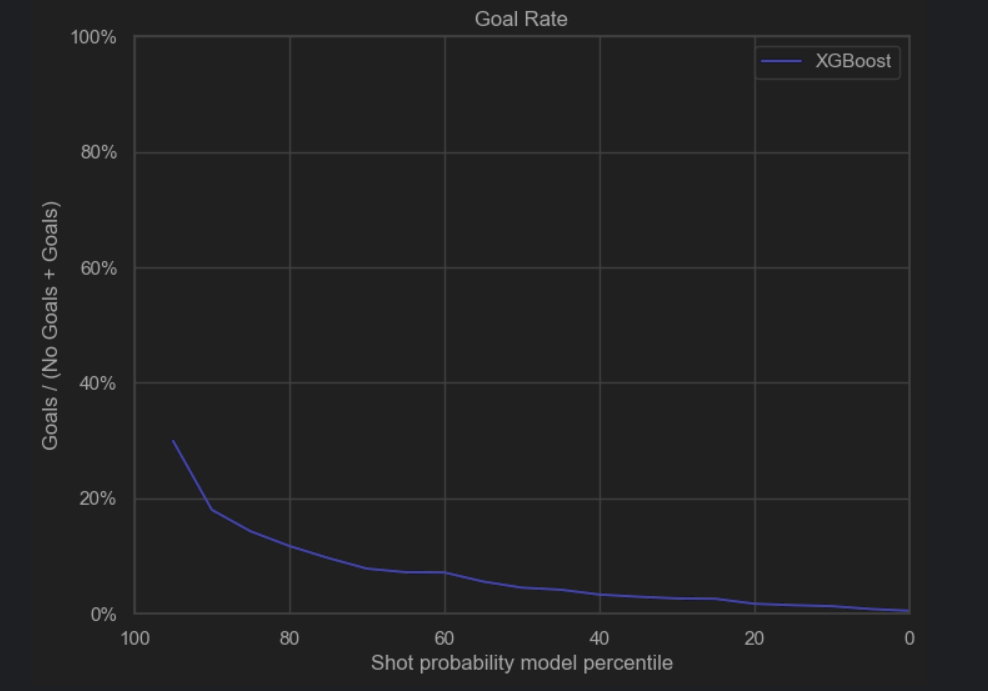 Goal Rate
100%
XGBoost
80%
60%
40%
20%
0%
Goals / (No Goals + Goals)
100 80 60 40 20 0
Shot probability model percentile